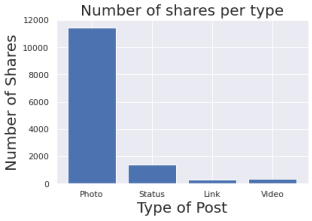 Number of shares per type
Number of Shares
12000
10000
8000
6000
4000
2000
0
Photo
Status
Link
Video
Type of Post